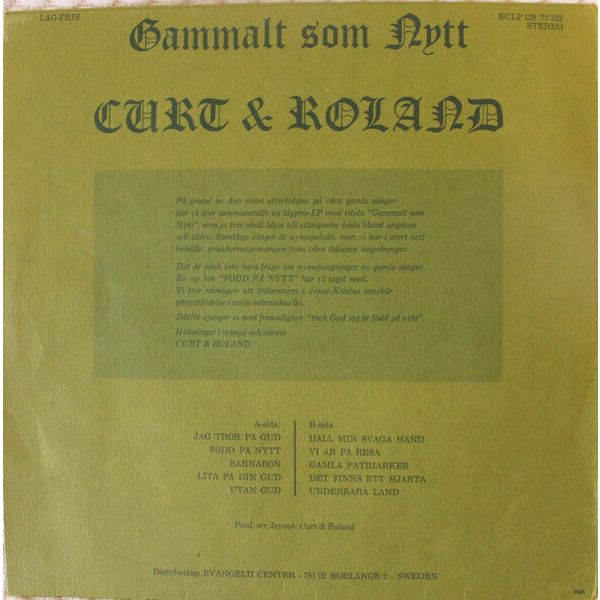 LÅG-PRIS
ECLP 129 75 332
STEREO
Gammalt som Nytt
CURT & ROLAND
På grund av den stora efterfrågan på våra gamla sånger
har vi åter sammanställt en lågpris-LP med titeln "Gammalt som
Nytt", som vi tror skall bliva till välsignelse både bland ungdom
och äldre. Samtliga sånger är nyinspelade, men vi har i stort sett
behållit grundarrangemangen från våra tidigare inspelningar.
Det är dock inte bara fråga om nyinsjungningar av gamla sånger.
En ny kör "FÖDD PÅ NYTT" har vi tagit med.
Vi tror nämligen att frälsningen i Jesus Kristus innebär
pånyttfödelse i varje människas liv.
Därför sjunger vi med frimodighet, "tack Gud jag är född på nytt".
Hälsningar i mängd och värme
CURT & ROLAND
A-sida:
JAG TROR PÅ GUD
FÖDD PÅ NYTT
BARNABÖN
LITA PÅ DIN GUD
UTAN GUD
B-sida
HÅLL MIN SVAGA HAND
VI ÄR PÅ RESA
GAMLA PATRIARKER
DET FINNS ETT HJÄRTA
UNDERBARA LAND
Prod, arr, layout: Curt & Roland
Distribution: EVANGELII CENTER - 781 02 BORLÄNGE 2 - SWEDEN